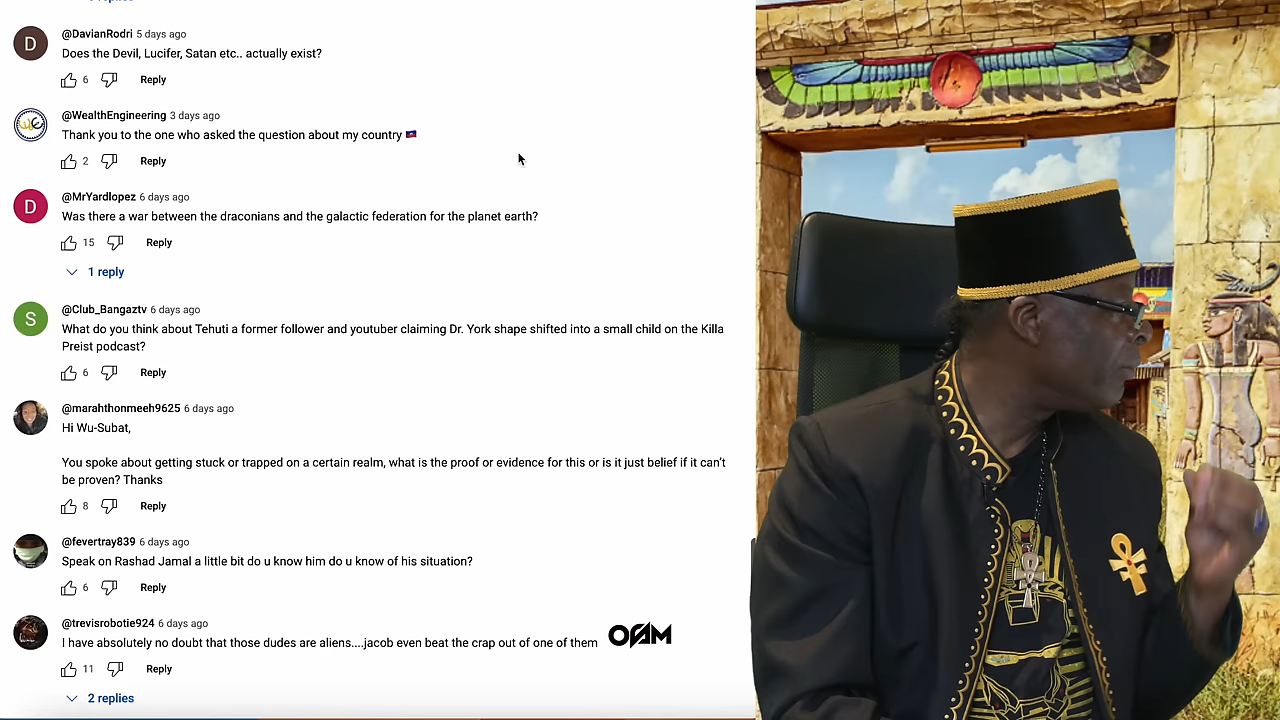 @DavianRodri 5 days ago
Does the Devil, Lucifer, Satan etc.. actually exist?
6 Reply
@WealthEngineering 3 days ago
Thank you to the one who asked the question about my country 🇭🇹
2 Reply
@MrYardlopez 6 days ago
Was there a war between the draconians and the galactic federation for the planet earth?
15 Reply
1 reply
@Club_Bangaztv 6 days ago
What do you think about Tehuti a former follower and youtuber claiming Dr. York shape shifted into a small child on the Killa
Preist podcast?
6 Reply
@marahthonmeeh9625 6 days ago
Hi Wu-Subat,
You spoke about getting stuck or trapped on a certain realm, what is the proof or evidence for this or is it just belief if it can't
be proven? Thanks
8 Reply
@fevertray839 6 days ago
Speak on Rashad Jamal a little bit do u know him do u know of his situation?
6 Reply
@trevisrobotie924 6 days ago
I have absolutely no doubt that those dudes are aliens....jacob even beat the crap out of one of them
11 Reply
2 replies
D
D
S